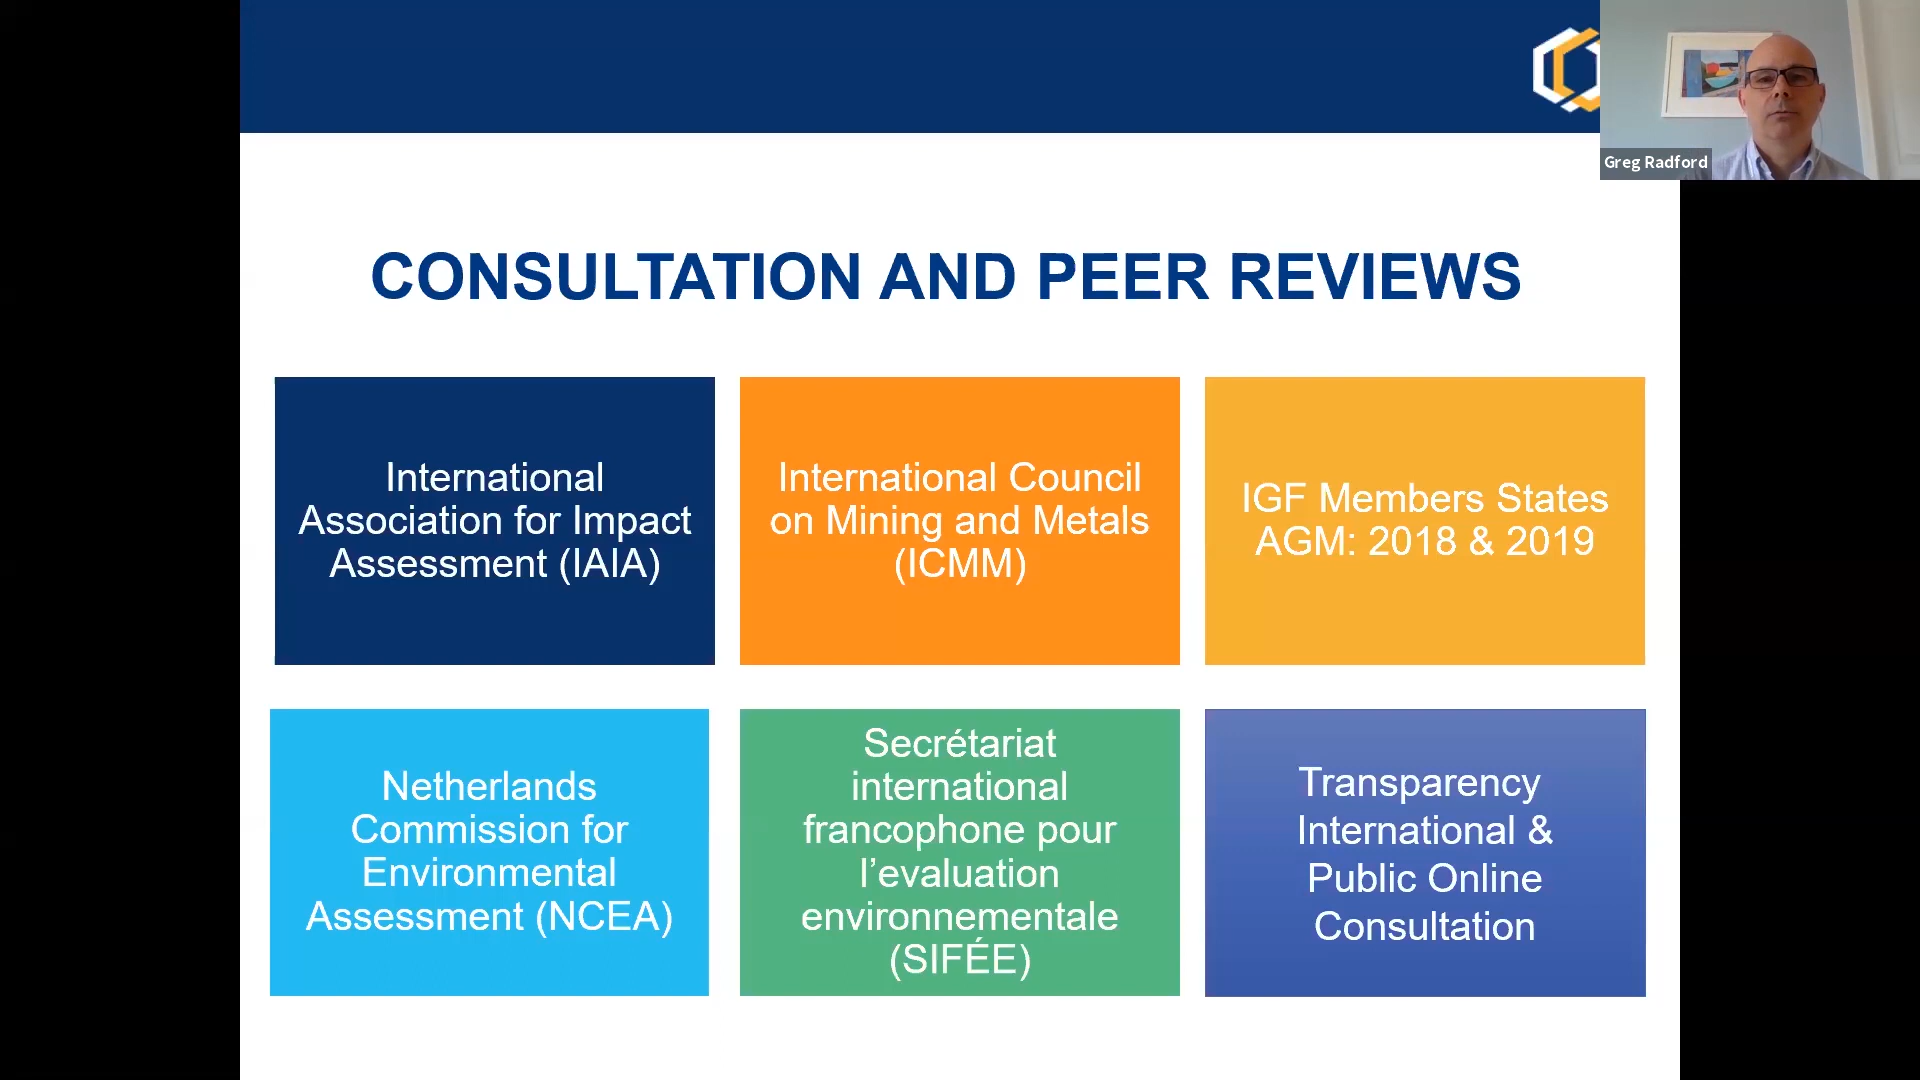 Greg Radford
CONSULTATION AND PEER REVIEWS
International
Association for Impact
Assessment (IAIA)
International Council
on Mining and Metals
(ICMM)
IGF Members States
AGM: 2018 & 2019
Netherlands
Commission for
Environmental
Assessment (NCEA)
Secrétariat
international
francophone pour
l’evaluation
environnementale
(SIFÉE)
Transparency
International &
Public Online
Consultation